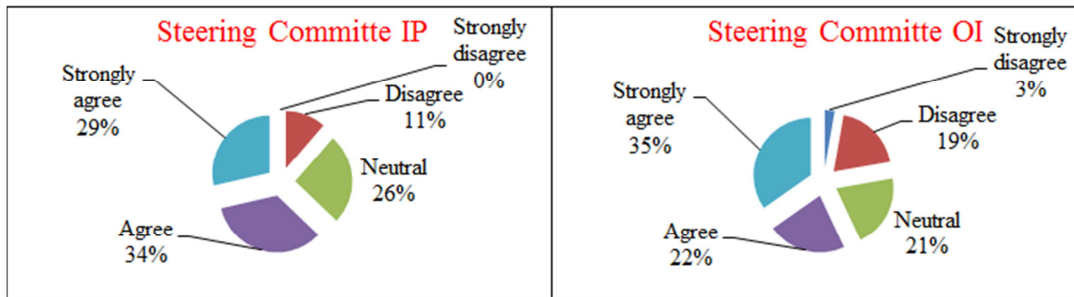 Steering Committe IP
Strongly
disagree
0%
Disagree
11%
Strongly
agree
29%
Neutral
26%
Agree
34%
Steering Committe OI
Strongly
disagree
3%
Strongly
agree
35%
Disagree
19%
Neutral
21%
Agree
22%